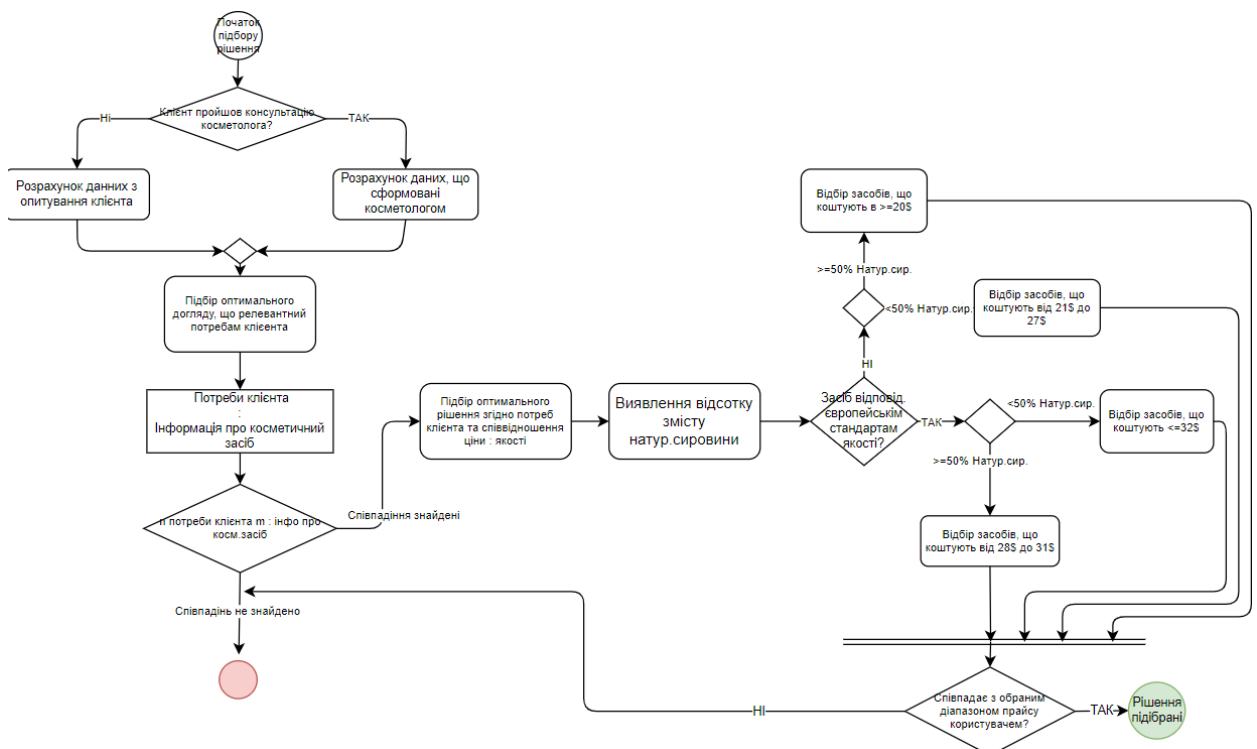 Початок
підбору
рішення
Клієнт пройшов консультацію
косметолога?
Ні
ТАК
Розрахунок данних з
опитування клієнта
Розрахунок даних, що
сформовані
косметологом
Підбір оптимального
догляду, що релевантний
потребам клієента
Потреби клієнта
:
Інформація про косметичний
засіб
n потреби клієнта m : інфо про
косм.засіб
Співпадіння знайдені
Співпадінь не знайдено
Підбір оптимального
рішення згідно потреб
клієнта та співвідношення
ціни : якості
Виявлення відсотку
змісту
натур.сировини
Засіб відповід.
європейськім
стандартам
якості?
НІ
ТАК
>=50% Натур.сир.
<50% Натур.сир.
Відбір засобів, що
коштують в >=20$
Відбір засобів, що
коштують від 21$ до
27$
<50% Натур.сир.
>=50% Натур.сир.
Відбір засобів, що
коштують <=32$
Відбір засобів, що
коштують від 28$ до 31$
Співпадає з обраним
діапазоном прайсу
користувачем?
НІ
ТАК
Рішення
підібрані